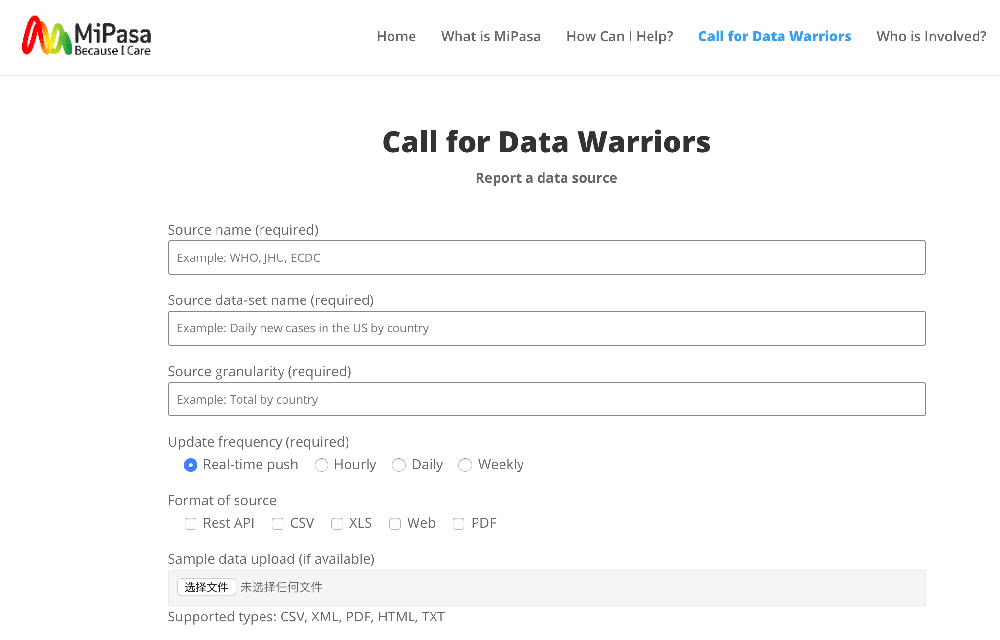 MiPasa
Because I Care
Home What is MiPasa How Can I Help? Call for Data Warriors Who is Involved?
Call for Data Warriors
Report a data source
Source name (required)
Example: WHO, JHU, ECDC
Source data-set name (required)
Example: Daily new cases in the US by country
Source granularity (required)
Example: Total by country
Update frequency (required)
Real-time push Hourly Daily Weekly
Format of source
Rest API CSV XLS Web PDF
Sample data upload (if available)
选择文件 未选择任何文件
Supported types: CSV, XML, PDF, HTML, TXT